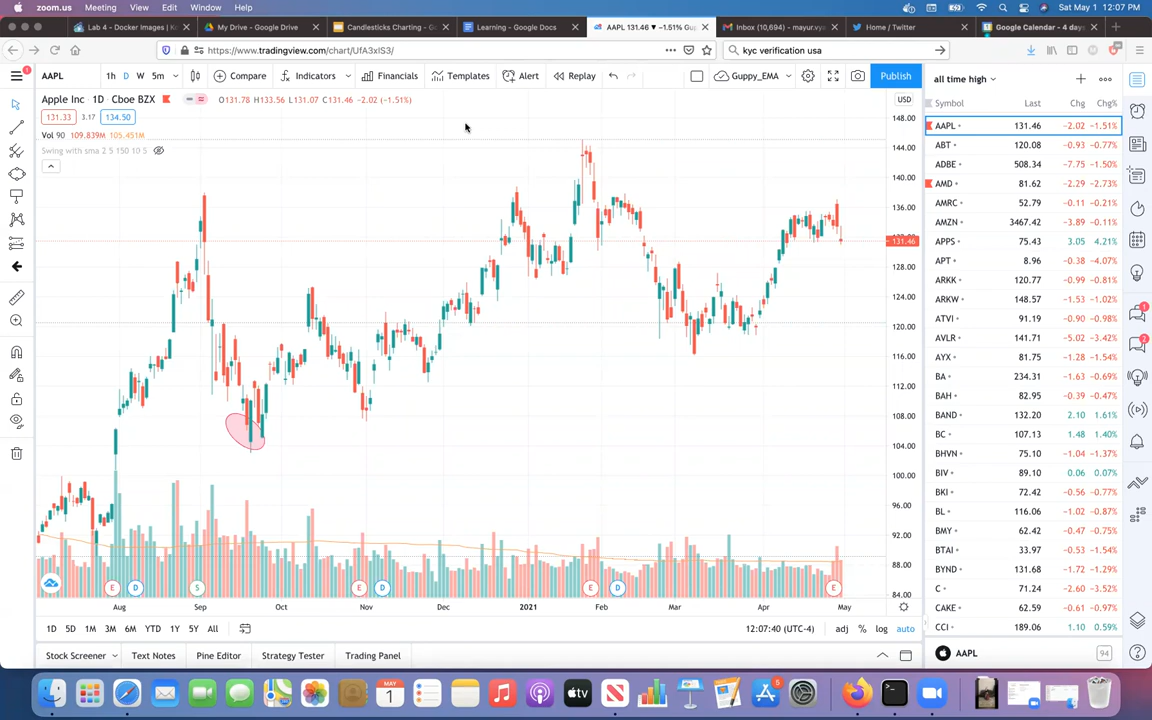 zoom.us Meeting View Edit Window Help Sat May 1 12:07 PM
Lab 4 - Docker Images | K My Drive - Google Drive Candlesticks Charting - G Learning - Google Docs AAPL 131.46 ▼ −1.51% Gu Inbox (10,694) - mayur.vy Home / Twitter Google Calendar - 4 days
https://www.tradingview.com/chart/UfA3xIS3/ kyc verification usa
AAPL 1h D W 5m Compare Indicators Financials Templates Alert Replay Guppy_EMA Publish all time high
Apple Inc • 1D • Cboe BZX O131.78 H133.56 L131.07 C131.46 −2.02 (−1.51%)
131.33 3.17 134.50
Vol 90 109.839M 105.451M
Swing with sma 2 5 150 10 5
USD
148.00
144.00
140.00
136.00
131.46
128.00
124.00
120.00
116.00
112.00
108.00
104.00
100.00
96.00
92.00
88.00
84.00
E D S E D E D E
Aug Sep Oct Nov Dec 2021 Feb Mar Apr May
1D 5D 1M 3M 6M YTD 1Y 5Y All 12:07:40 (UTC-4) adj % log auto
Stock Screener Text Notes Pine Editor Strategy Tester Trading Panel
Symbol Last Chg Chg%
AAPL 131.46 −2.02 −1.51%
ABT 120.08 −0.93 −0.77%
ADBE 508.34 −7.75 −1.50%
AMD 81.62 −2.29 −2.73%
AMRC 52.79 −0.11 −0.21%
AMZN 3467.42 −3.89 −0.11%
APPS 75.43 3.05 4.21%
APT 8.96 −0.38 −4.07%
ARKK 120.77 −0.99 −0.81%
ARKW 148.57 −1.53 −1.02%
ATVI 91.19 −0.90 −0.98%
AVLR 141.71 −5.02 −3.42%
AYX 81.75 −1.28 −1.54%
BA 234.31 −1.63 −0.69%
BAH 82.95 −0.39 −0.47%
BAND 132.20 2.10 1.61%
BC 107.13 1.48 1.40%
BHVN 75.10 −1.04 −1.37%
BIV 89.10 0.06 0.07%
BKI 72.42 −0.56 −0.77%
BL 116.06 −1.02 −0.87%
BMY 62.42 −0.47 −0.75%
BTAI 33.97 −0.53 −1.54%
BYND 131.68 −1.72 −1.29%
C 71.24 −2.60 −3.52%
CAKE 62.59 −0.61 −0.97%
CCI 189.06 1.10 0.59%
AAPL 94
1 2
MAY 1 tv 5